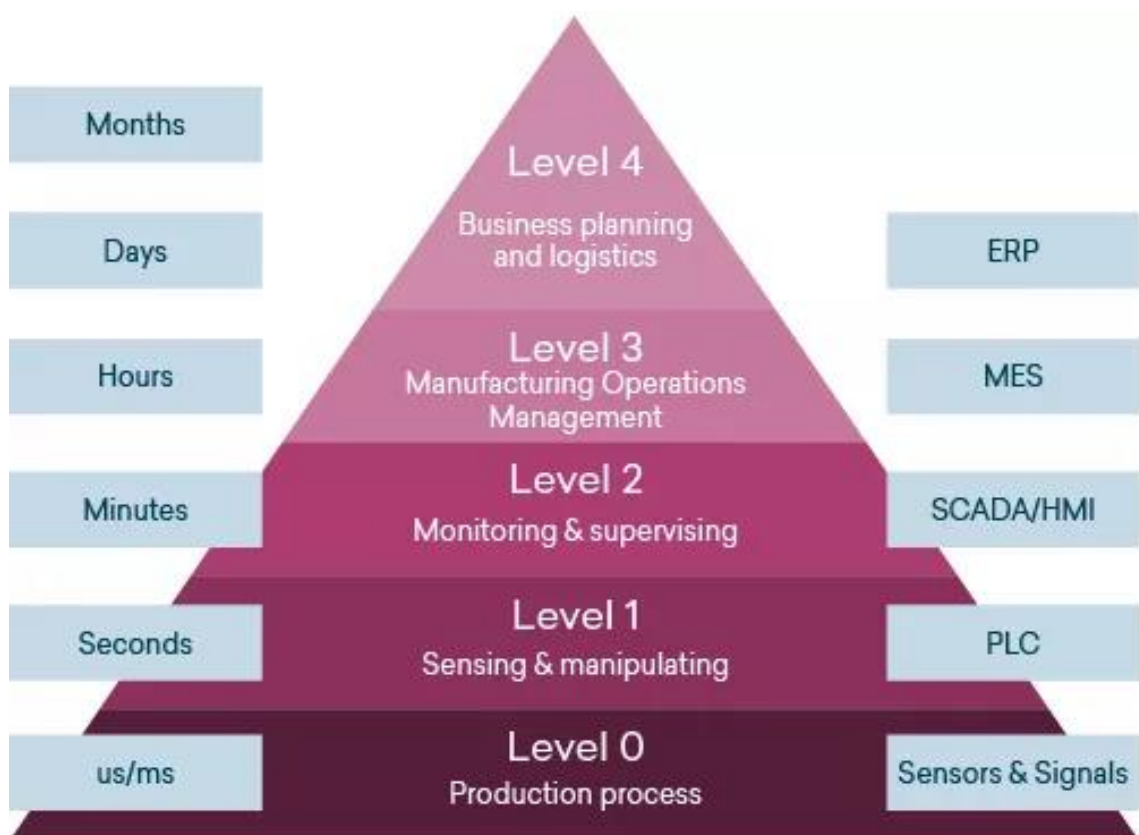 Months
Level 4
Business planning
and logistics
Days
ERP
Level 3
Manufacturing Operations
Management
Hours
MES
Level 2
Monitoring & supervising
Minutes
SCADA/HMI
Level 1
Sensing & manipulating
Seconds
PLC
Level 0
Production process
us/ms
Sensors & Signals